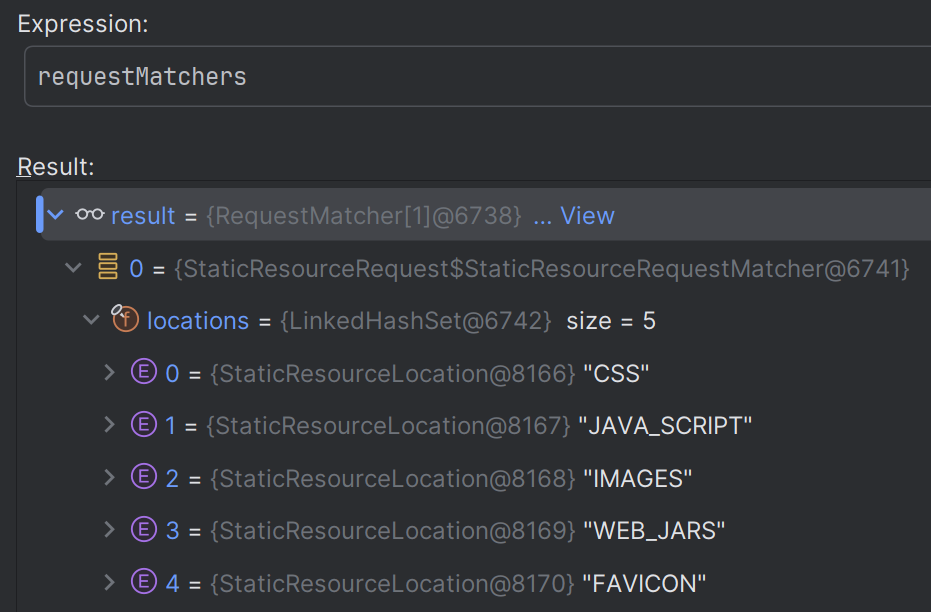 Expression:
requestMatchers
Result:
result = {RequestMatcher[1]@6738} ... View
0 = {StaticResourceRequest$StaticResourceRequestMatcher@6741}
f locations = {LinkedHashSet@6742} size = 5
E 0 = {StaticResourceLocation@8166} "CSS"
E 1 = {StaticResourceLocation@8167} "JAVA_SCRIPT"
E 2 = {StaticResourceLocation@8168} "IMAGES"
E 3 = {StaticResourceLocation@8169} "WEB_JARS"
E 4 = {StaticResourceLocation@8170} "FAVICON"